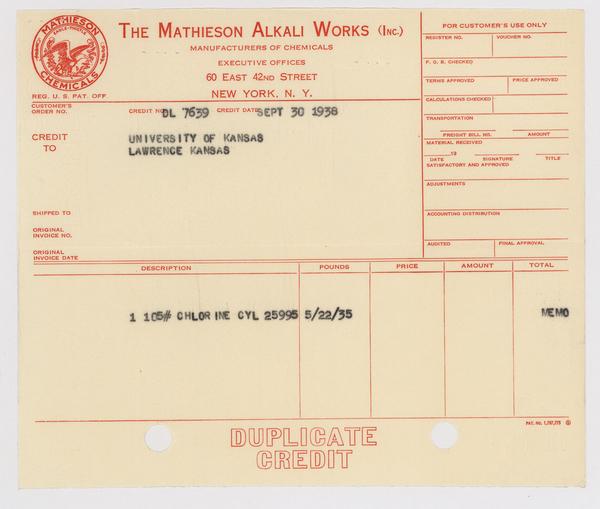 MATHIESON
EAGLE-THISTLE
CHEMICALS
REG. U. S. PAT. OFF.
THE MATHIESON ALKALI WORKS (INC.)
MANUFACTURERS OF CHEMICALS
EXECUTIVE OFFICES
60 EAST 42ND STREET
NEW YORK, N. Y.
FOR CUSTOMER'S USE ONLY
REGISTER NO. VOUCHER NO.
F. O. B. CHECKED
TERMS APPROVED PRICE APPROVED
CALCULATIONS CHECKED
TRANSPORTATION
FREIGHT BILL NO. AMOUNT
MATERIAL RECEIVED
19
DATE SIGNATURE TITLE
SATISFACTORY AND APPROVED
ADJUSTMENTS
ACCOUNTING DISTRIBUTION
AUDITED FINAL APPROVAL
CUSTOMER'S
ORDER NO.
CREDIT NO. DL 7639 CREDIT DATE SEPT 30 1938
CREDIT
TO
UNIVERSITY OF KANSAS
LAWRENCE KANSAS
SHIPPED TO
ORIGINAL
INVOICE NO.
ORIGINAL
INVOICE DATE
DESCRIPTION POUNDS PRICE AMOUNT TOTAL
1 105# CHLORINE CYL 25995 5/22/35 MEMO
PAT. NO. 1,797,775
DUPLICATE
CREDIT